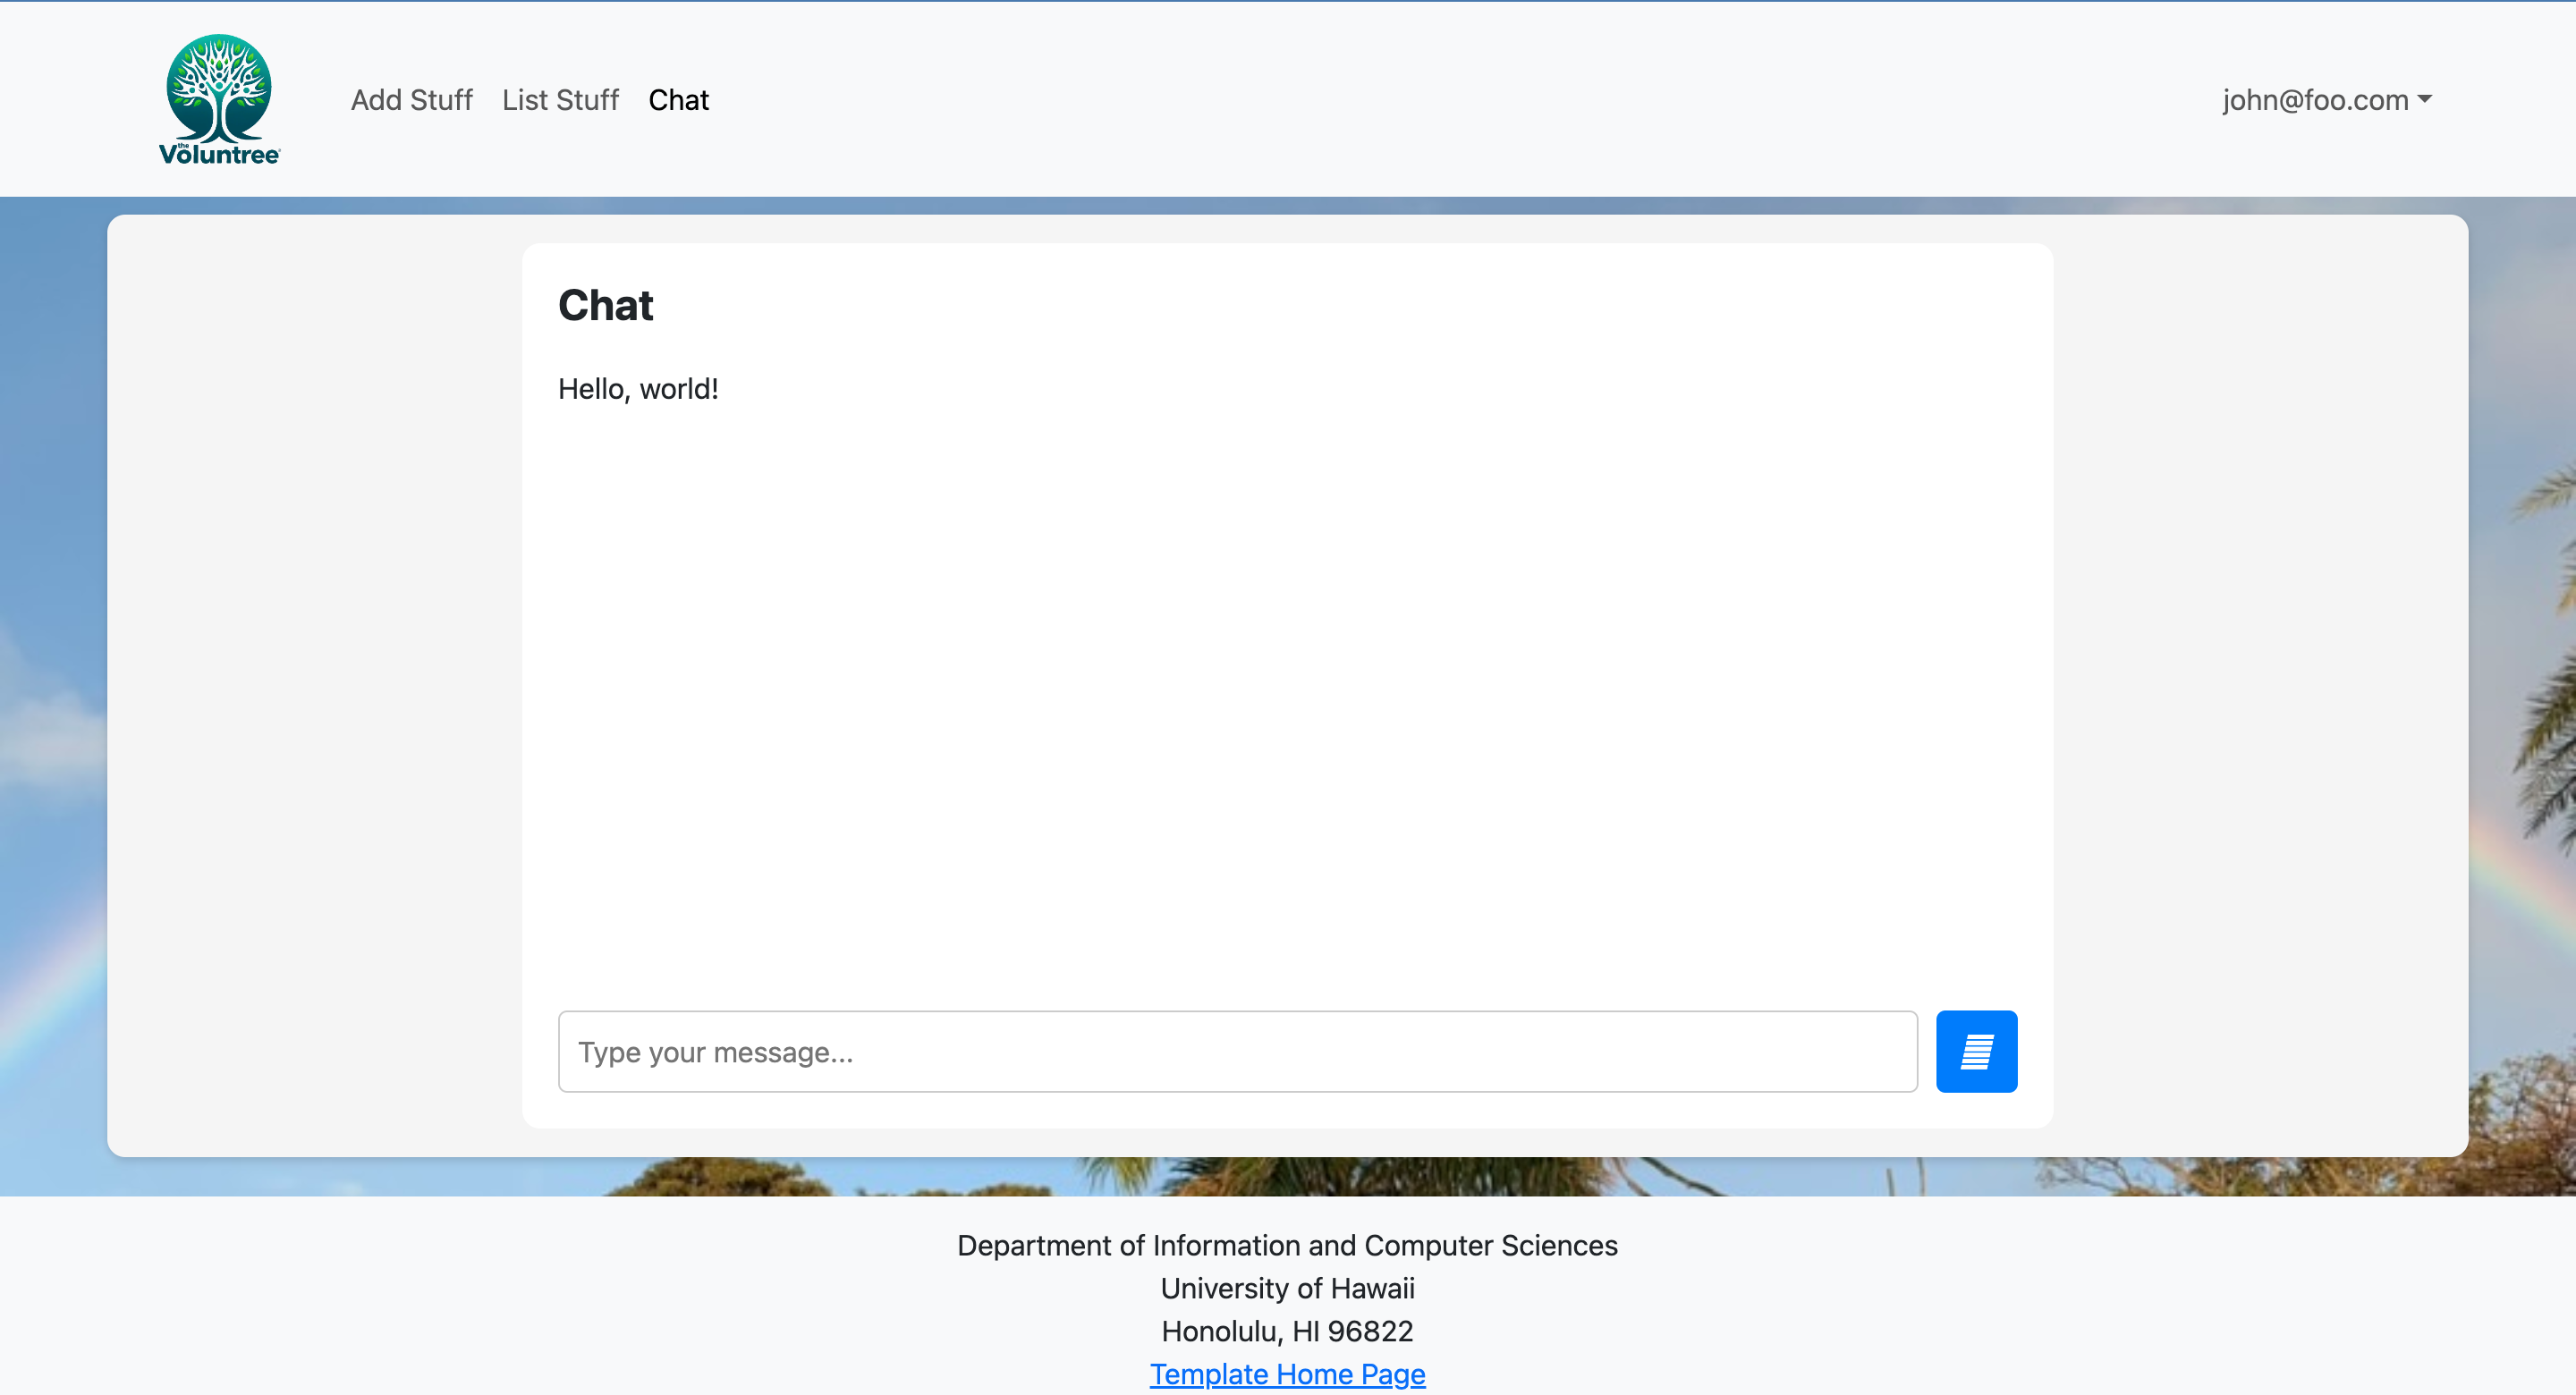 the
Voluntree
Add Stuff
List Stuff
Chat
john@foo.com
Chat
Hello, world!
Type your message...
Department of Information and Computer Sciences
University of Hawaii
Honolulu, HI 96822
Template Home Page